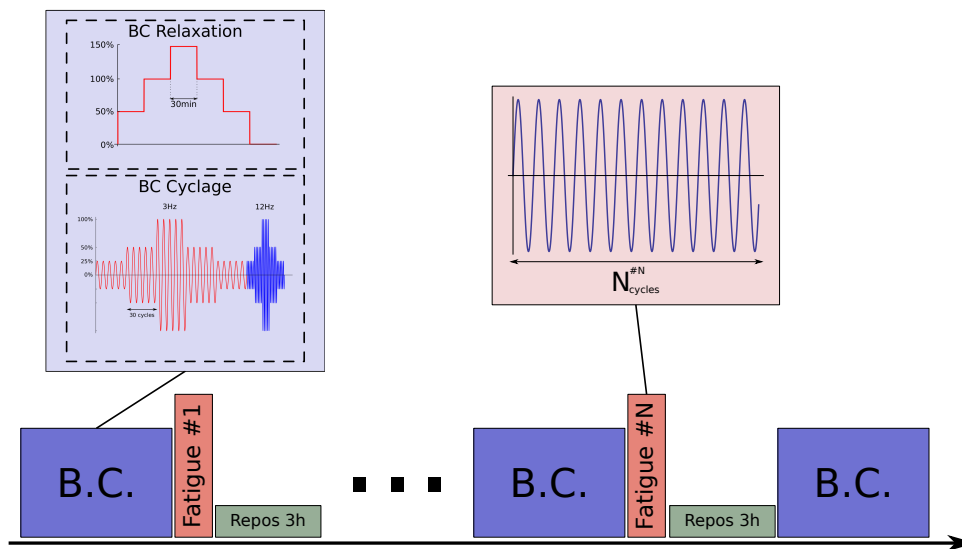 BC Relaxation
150%
100%
50%
0%
30min
BC Cyclage
3Hz
12Hz
100%
50%
25%
0%
30 cycles
N#N cycles
B.C.
Fatigue #1
Repos 3h
B.C.
Fatigue #N
Repos 3h
B.C.